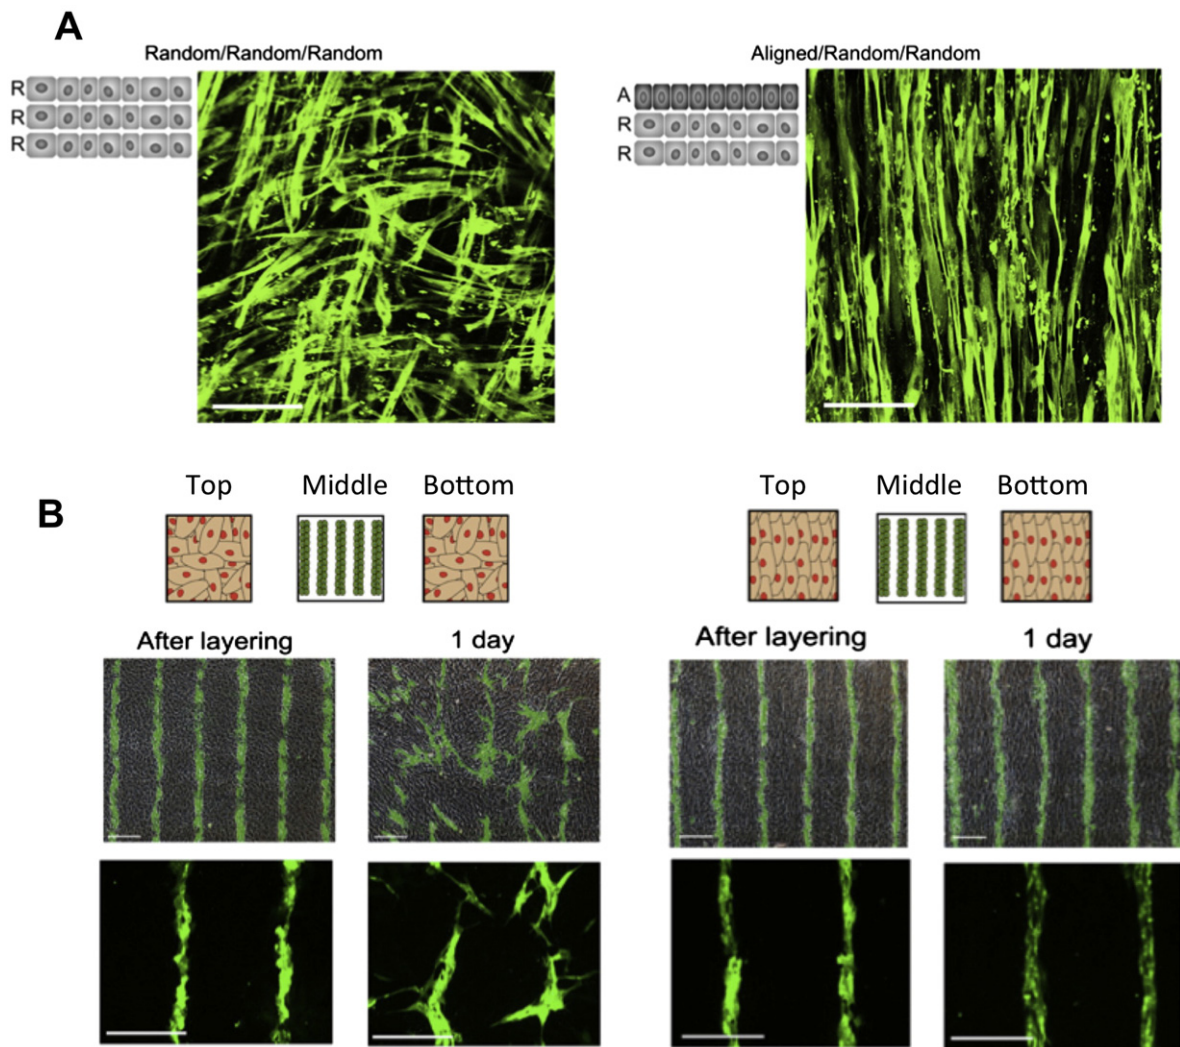 A
Random/Random/Random
Aligned/Random/Random
R
R
R
A
R
R
B
Top Middle Bottom
Top Middle Bottom
After layering 1 day
After layering 1 day